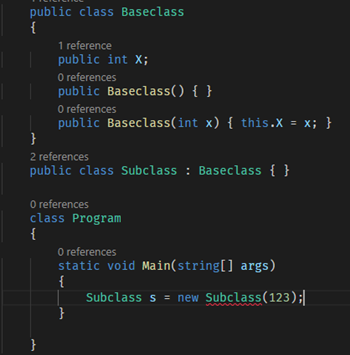 1 reference
public class Baseclass
{
1 reference
public int X;
0 references
public Baseclass() { }
0 references
public Baseclass(int x) { this.X = x; }
}
2 references
public class Subclass : Baseclass { }
0 references
class Program
{
0 references
static void Main(string[] args)
{
Subclass s = new Subclass(123);
}
}